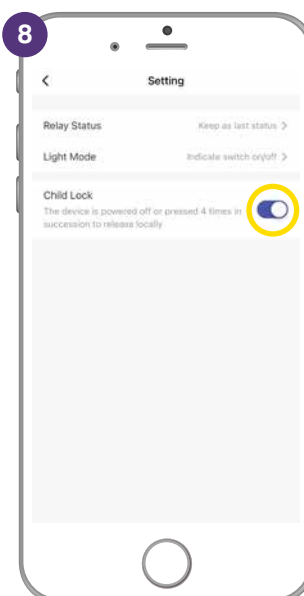 8
Setting
Relay Status
Keep as last status
Light Mode
Indicate switch on/off
Child Lock
The device is powered off or pressed 4 times in
succession to release locally